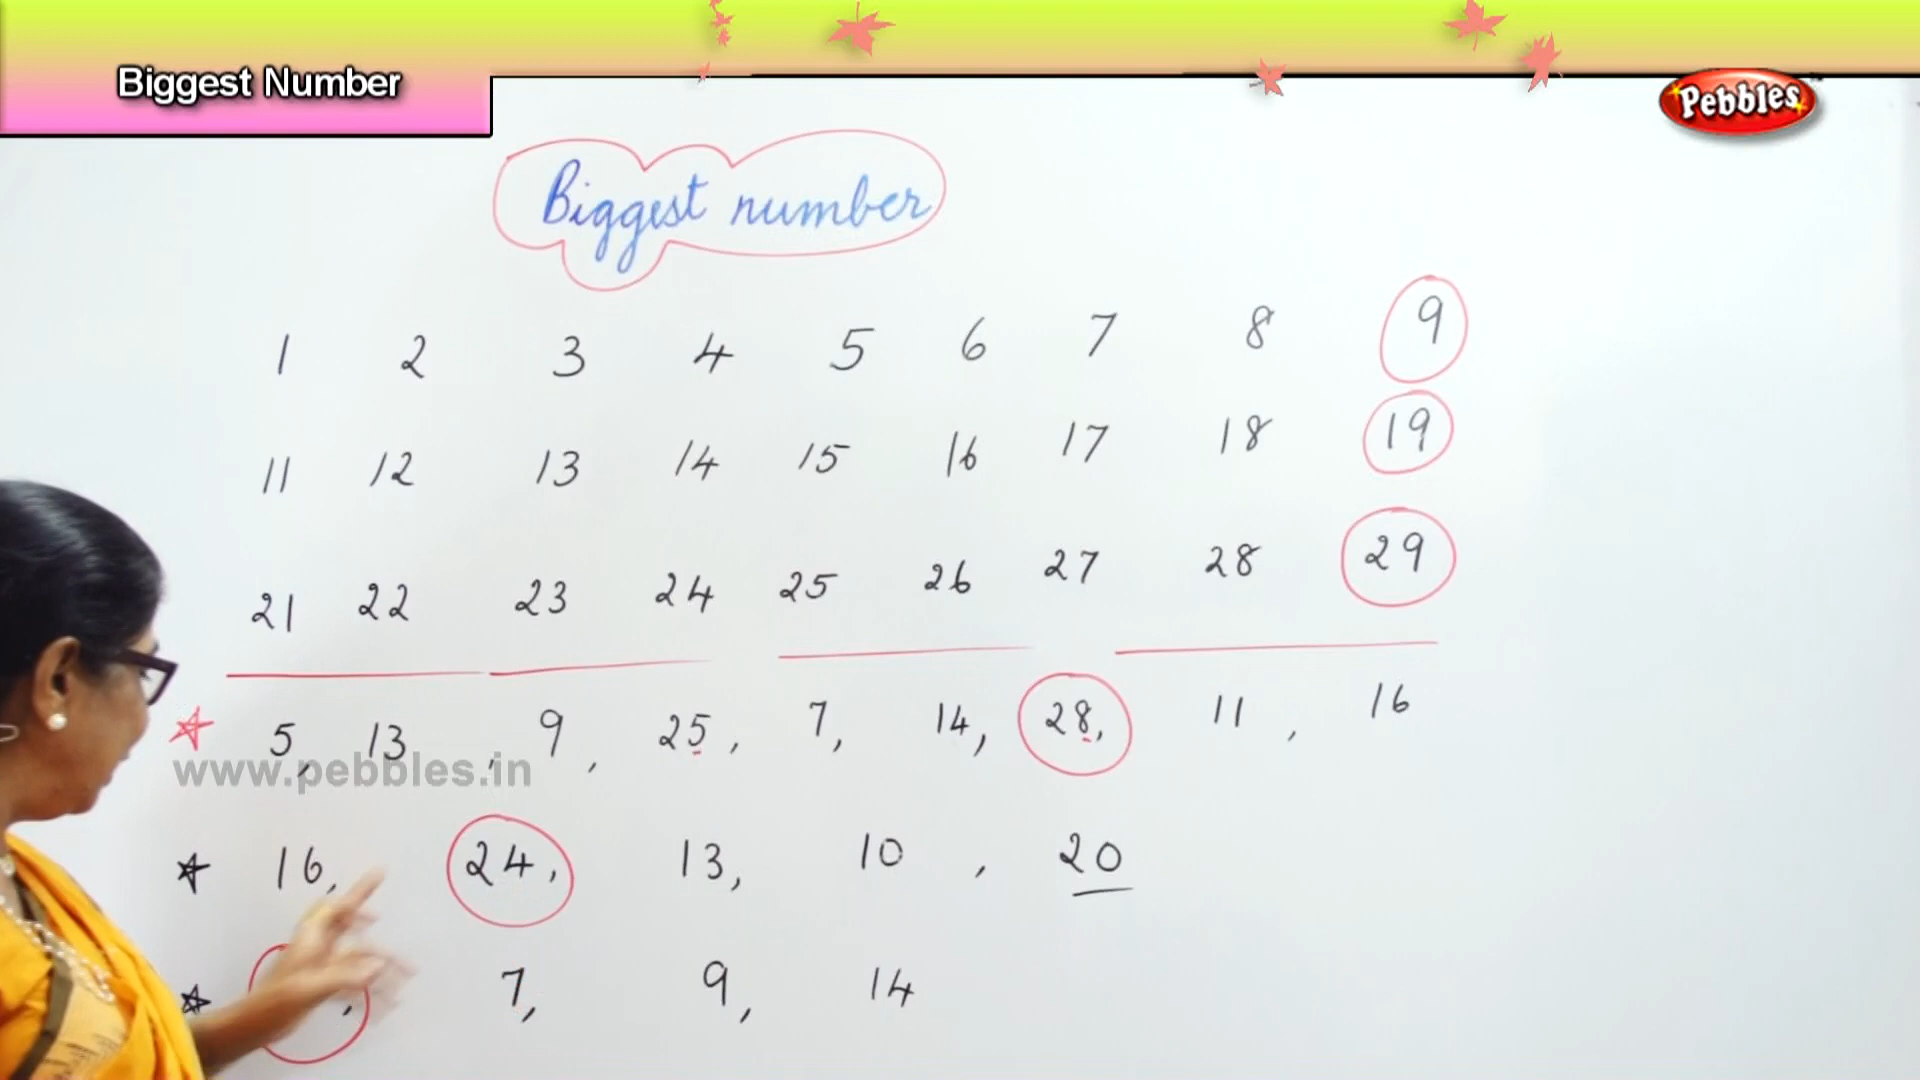 Biggest Number
Pebbles
Biggest number
1 2 3 4 5 6 7 8 9
11 12 13 14 15 16 17 18 19
21 22 23 24 25 26 27 28 29
5, 13, 9, 25, 7, 14, 28, 11, 16
www.pebbles.in
16, 24, 13, 10, 20
, 7, 9, 14